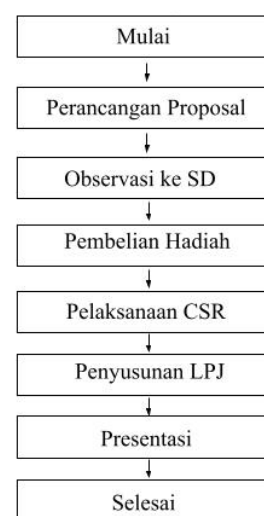 Mulai
Perancangan Proposal
Observasi ke SD
Pembelian Hadiah
Pelaksanaan CSR
Penyusunan LPJ
Presentasi
Selesai